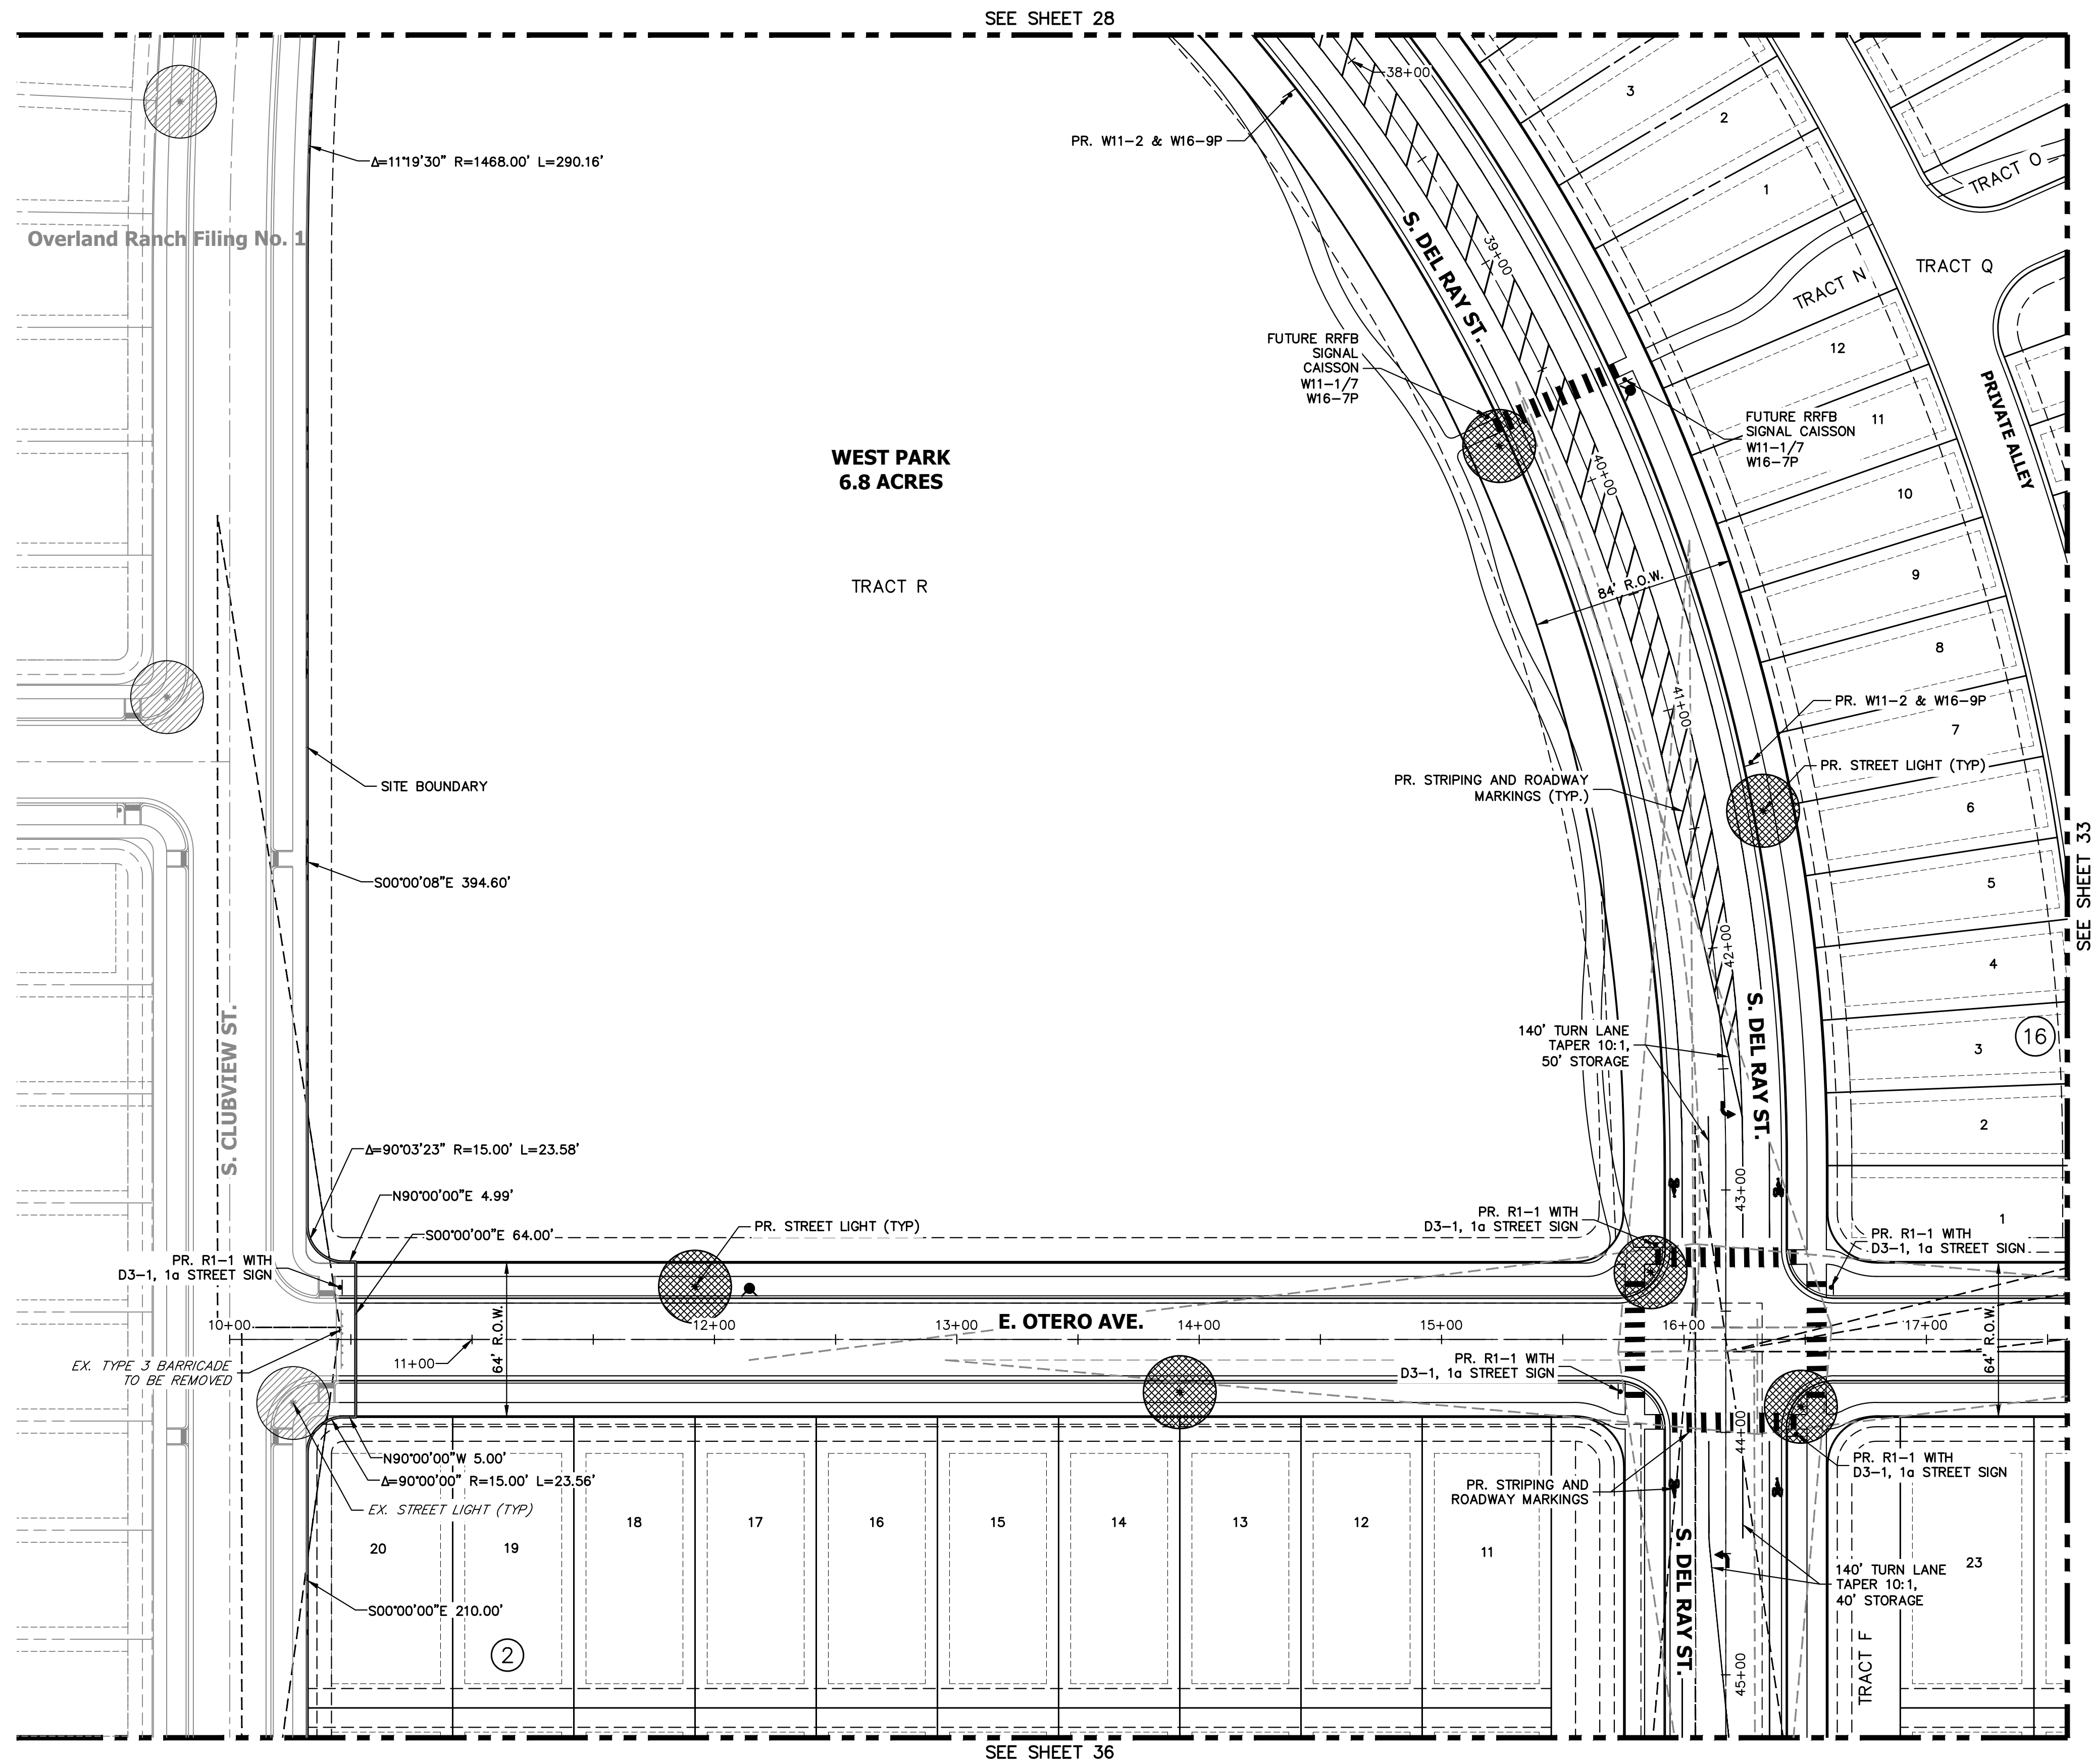 SEE SHEET 28
Δ=11°19'30" R=1468.00' L=290.16'
Overland Ranch Filing No. 1
PR. W11-2 & W16-9P
38+00
S. DEL RAY ST.
39+00
3
2
1
TRACT O
TRACT N
TRACT Q
12
11
10
9
8
7
6
5
4
3
2
1
16
PRIVATE ALLEY
FUTURE RRFB
SIGNAL
CAISSON
W11-1/7
W16-7P
FUTURE RRFB
SIGNAL CAISSON
W11-1/7
W16-7P
WEST PARK
6.8 ACRES
TRACT R
40+00
84' R.O.W.
41+00
PR. W11-2 & W16-9P
PR. STREET LIGHT (TYP)
PR. STRIPING AND ROADWAY
MARKINGS (TYP.)
SITE BOUNDARY
S00°00'08"E 394.60'
SEE SHEET 33
42+00
S. DEL RAY ST.
140' TURN LANE
TAPER 10:1,
50' STORAGE
43+00
S. CLUBVIEW ST.
Δ=90°03'23" R=15.00' L=23.58'
N90°00'00"E 4.99'
S00°00'00"E 64.00'
PR. STREET LIGHT (TYP)
PR. R1-1 WITH
D3-1, 1a STREET SIGN
PR. R1-1 WITH
D3-1, 1a STREET SIGN
PR. R1-1 WITH
D3-1, 1a STREET SIGN
10+00
11+00
12+00
13+00
E. OTERO AVE.
14+00
15+00
16+00
17+00
64' R.O.W.
64' R.O.W.
EX. TYPE 3 BARRICADE
TO BE REMOVED
PR. R1-1 WITH
D3-1, 1a STREET SIGN
N90°00'00"W 5.00'
Δ=90°00'00" R=15.00' L=23.56'
EX. STREET LIGHT (TYP)
44+00
PR. R1-1 WITH
D3-1, 1a STREET SIGN
PR. STRIPING AND
ROADWAY MARKINGS
20
19
18
17
16
15
14
13
12
11
23
S00°00'00"E 210.00'
2
S. DEL RAY ST.
140' TURN LANE
TAPER 10:1,
40' STORAGE
45+00
TRACT F
SEE SHEET 36